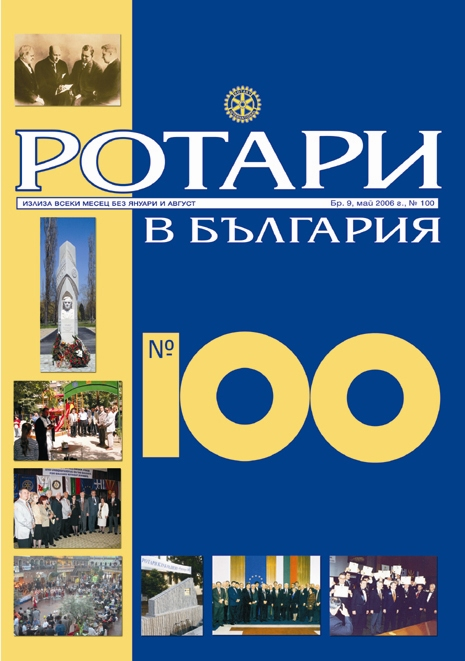 РОТАРИ
ИЗЛИЗА ВСЕКИ МЕСЕЦ БЕЗ ЯНУАРИ И АВГУСТ
Бр. 9, май 2006 г., № 100
В БЪЛГАРИЯ
№
100